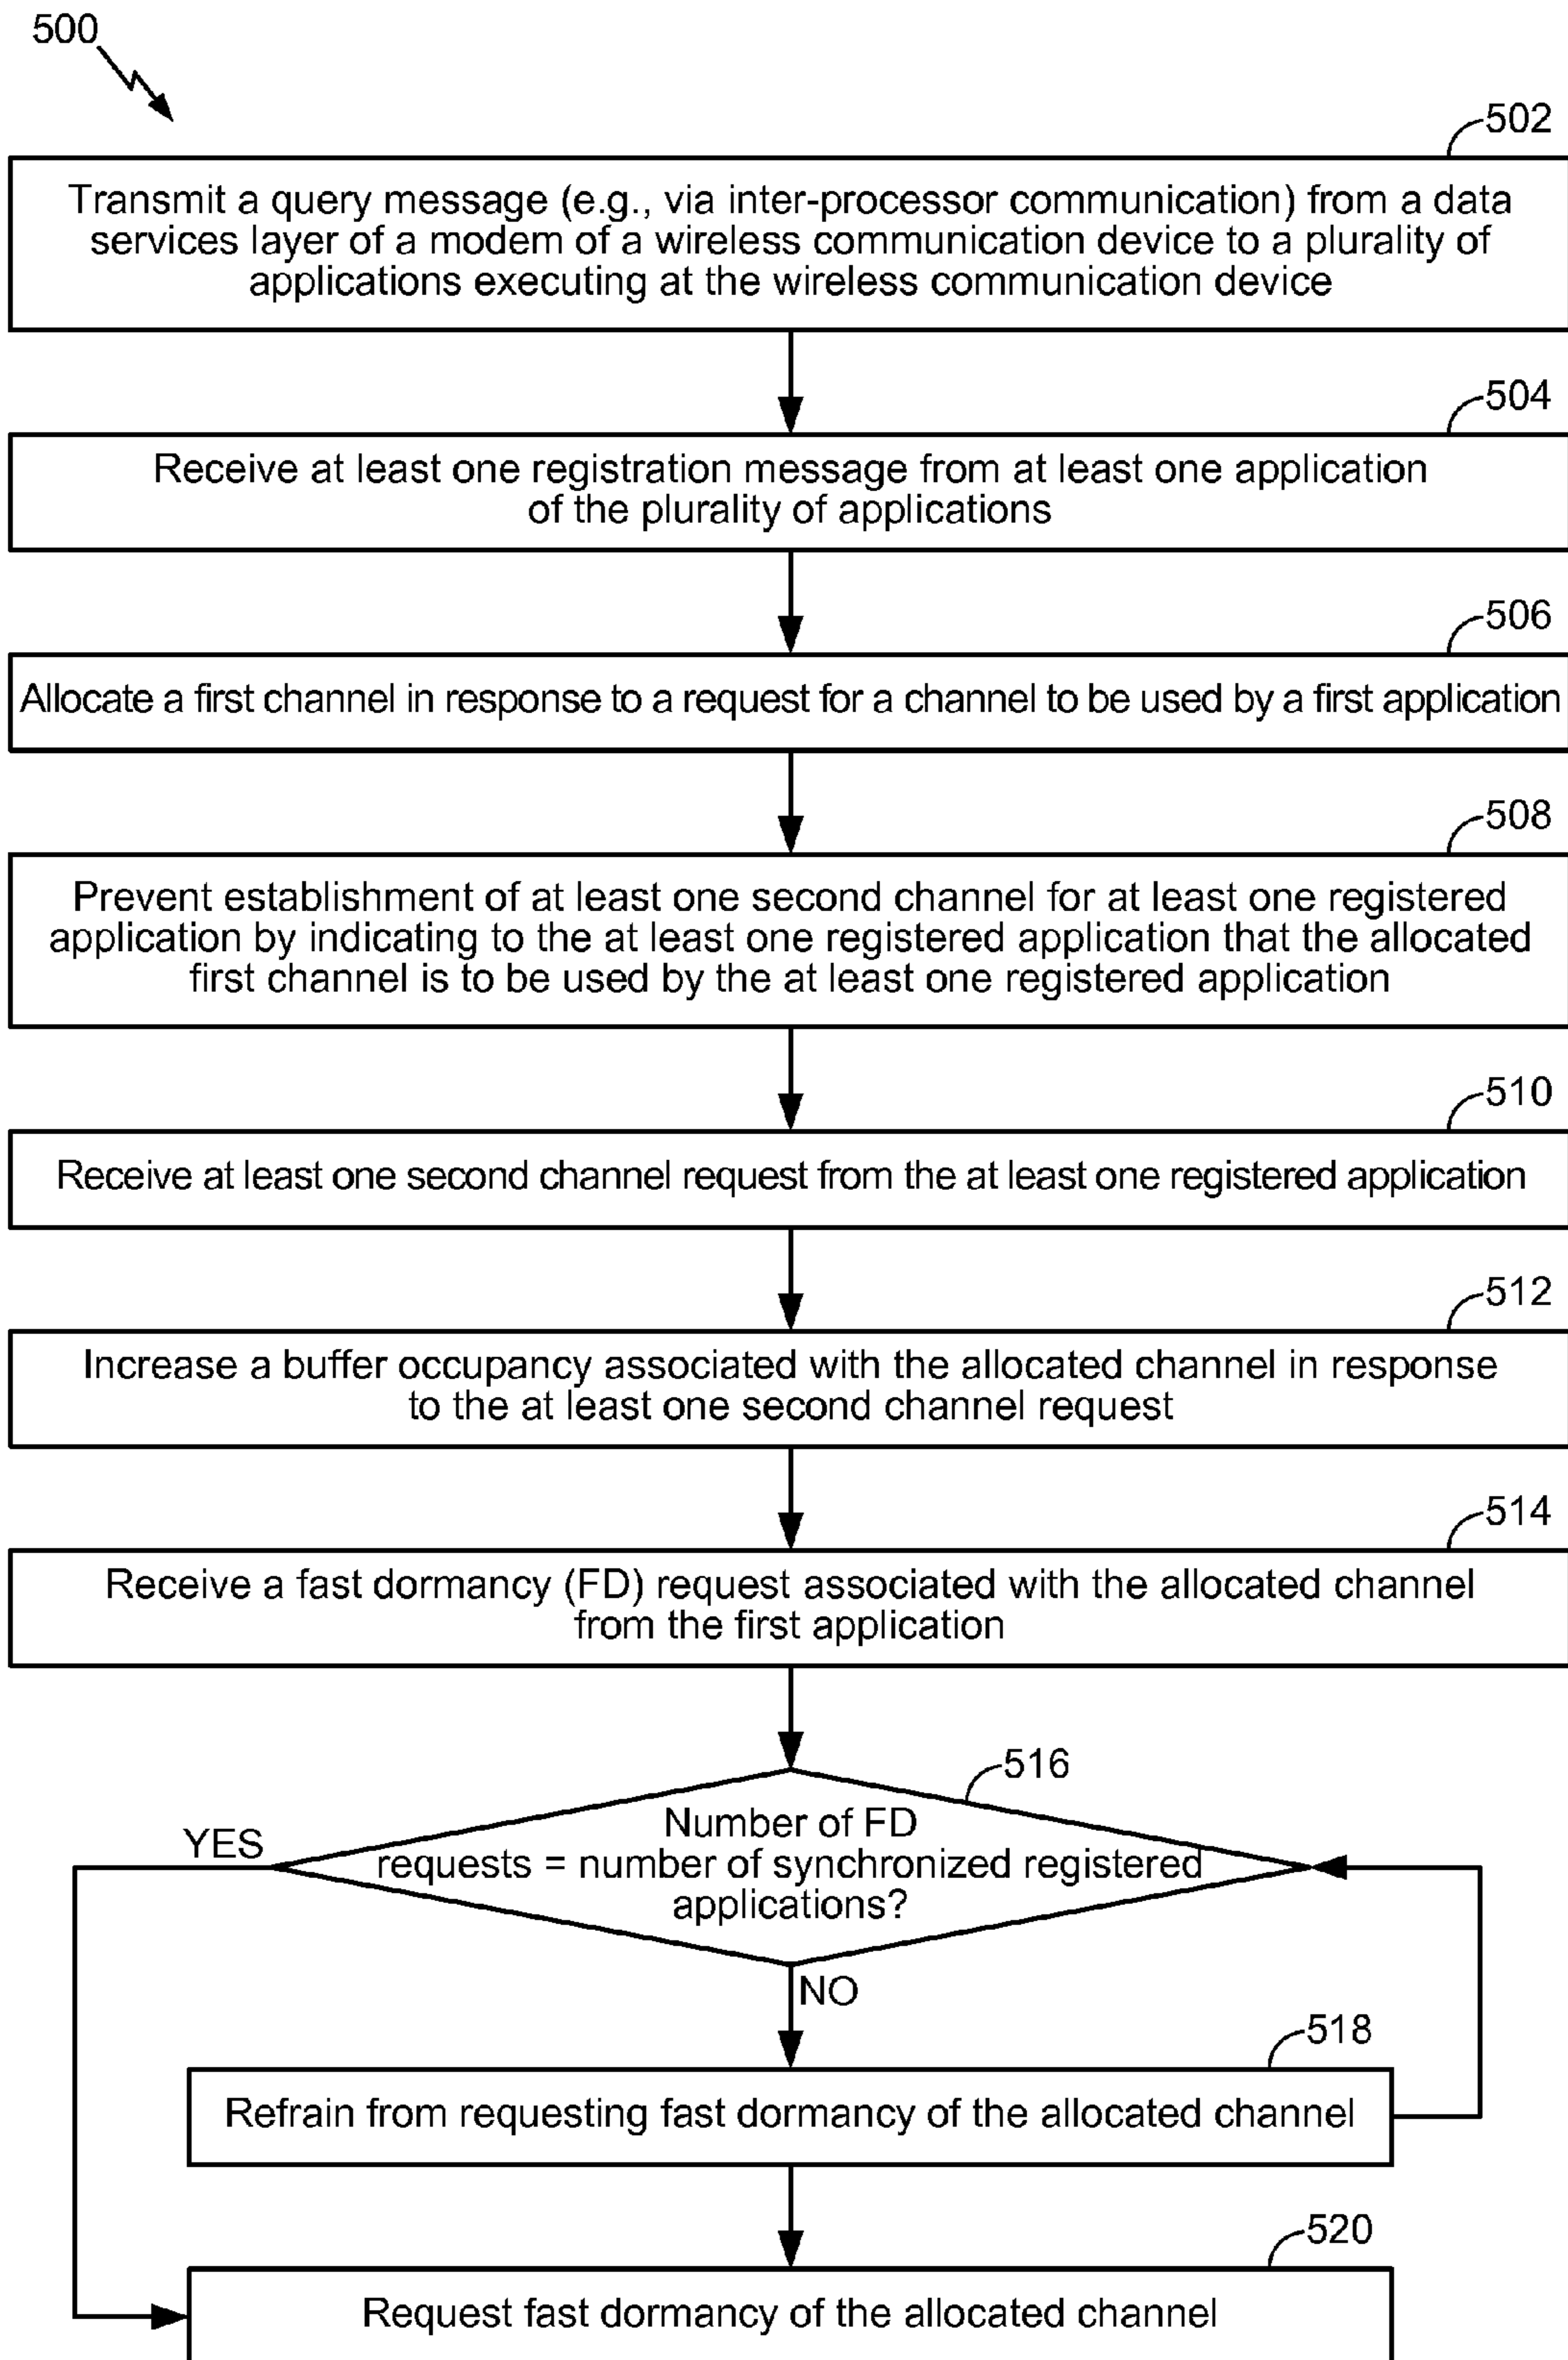 500
502
Transmit a query message (e.g., via inter-processor communication) from a data
services layer of a modem of a wireless communication device to a plurality of
applications executing at the wireless communication device
504
Receive at least one registration message from at least one application
of the plurality of applications
506
Allocate a first channel in response to a request for a channel to be used by a first application
508
Prevent establishment of at least one second channel for at least one registered
application by indicating to the at least one registered application that the allocated
first channel is to be used by the at least one registered application
510
Receive at least one second channel request from the at least one registered application
512
Increase a buffer occupancy associated with the allocated channel in response
to the at least one second channel request
514
Receive a fast dormancy (FD) request associated with the allocated channel
from the first application
516
Number of FD
requests = number of synchronized registered
applications?
YES
NO
518
Refrain from requesting fast dormancy of the allocated channel
520
Request fast dormancy of the allocated channel